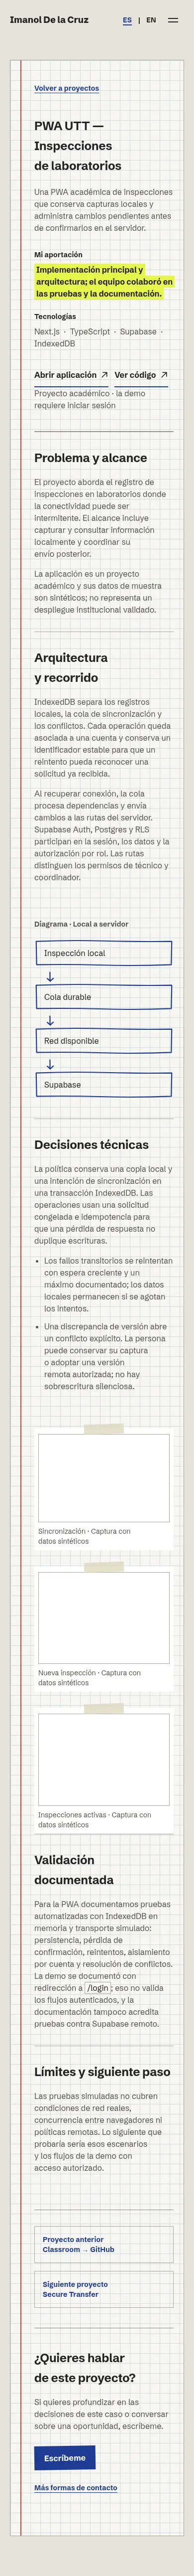 Imanol De la Cruz
ES | EN
Volver a proyectos
PWA UTT —
Inspecciones
de laboratorios
Una PWA académica de inspecciones
que conserva capturas locales y
administra cambios pendientes antes
de confirmarlos en el servidor.
Mi aportación
Implementación principal y
arquitectura; el equipo colaboró en
las pruebas y la documentación.
Tecnologías
Next.js · TypeScript · Supabase ·
IndexedDB
Abrir aplicación ↗ Ver código ↗
Proyecto académico · la demo
requiere iniciar sesión
Problema y alcance
El proyecto aborda el registro de
inspecciones en laboratorios donde
la conectividad puede ser
intermitente. El alcance incluye
capturar y consultar información
localmente y coordinar su
envío posterior.
La aplicación es un proyecto
académico y sus datos de muestra
son sintéticos; no representa un
despliegue institucional validado.
Arquitectura
y recorrido
IndexedDB separa los registros
locales, la cola de sincronización y
los conflictos. Cada operación queda
asociada a una cuenta y conserva un
identificador estable para que un
reintento pueda reconocer una
solicitud ya recibida.
Al recuperar conexión, la cola
procesa dependencias y envía
cambios a las rutas del servidor.
Supabase Auth, Postgres y RLS
participan en la sesión, los datos y la
autorización por rol. Las rutas
distinguen los permisos de técnico y
coordinador.
Diagrama · Local a servidor
Inspección local
Cola durable
Red disponible
Supabase
Decisiones técnicas
La política conserva una copia local y
una intención de sincronización en
una transacción IndexedDB. Las
operaciones usan una solicitud
congelada e idempotencia para
que una pérdida de respuesta no
duplique escrituras.
• Los fallos transitorios se reintentan
con espera creciente y un
máximo documentado; los datos
locales permanecen si se agotan
los intentos.
• Una discrepancia de versión abre
un conflicto explícito. La persona
puede conservar su captura
o adoptar una versión
remota autorizada; no hay
sobrescritura silenciosa.
Sincronización · Captura con
datos sintéticos
Nueva inspección · Captura con
datos sintéticos
Inspecciones activas · Captura con
datos sintéticos
Validación
documentada
Para la PWA documentamos pruebas
automatizadas con IndexedDB en
memoria y transporte simulado:
persistencia, pérdida de
confirmación, reintentos, aislamiento
por cuenta y resolución de conflictos.
La demo se documentó con
redirección a /login; eso no valida
los flujos autenticados, y la
documentación tampoco acredita
pruebas contra Supabase remoto.
Límites y siguiente paso
Las pruebas simuladas no cubren
condiciones de red reales,
concurrencia entre navegadores ni
políticas remotas. Lo siguiente que
probaría sería esos escenarios
y los flujos de la demo con
acceso autorizado.
Proyecto anterior
Classroom → GitHub
Siguiente proyecto
Secure Transfer
¿Quieres hablar
de este proyecto?
Si quieres profundizar en las
decisiones de este caso o conversar
sobre una oportunidad, escríbeme.
Escríbeme
Más formas de contacto